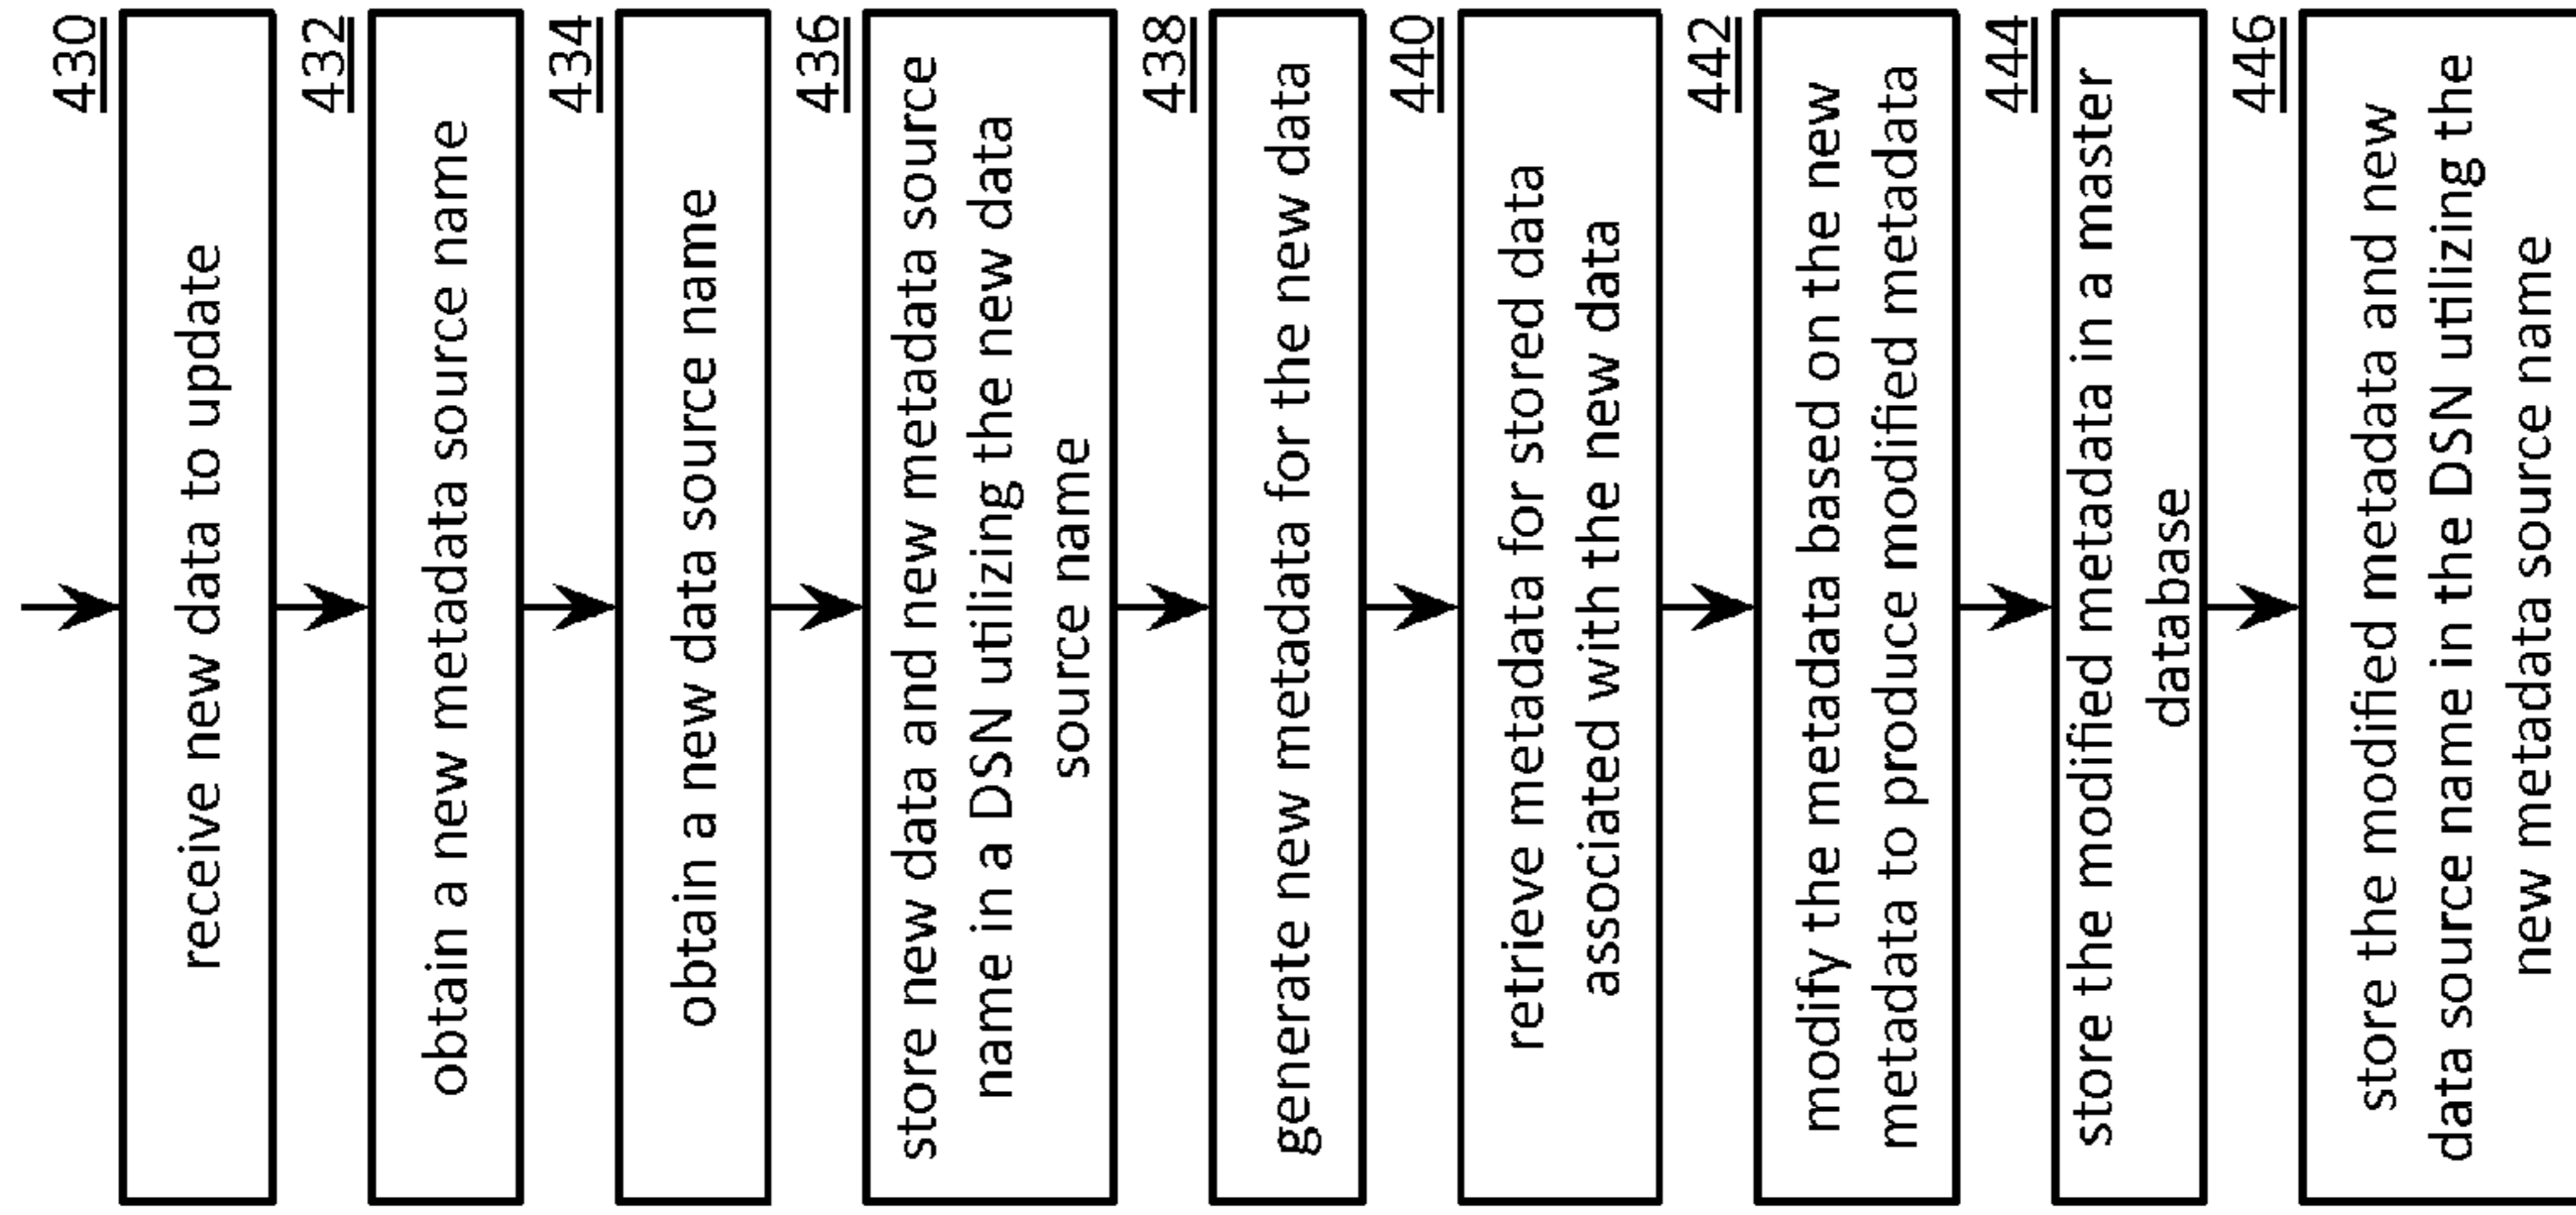 430
receive new data to update
432
obtain a new metadata source name
434
obtain a new data source name
436
store new data and new metadata source
name in a DSN utilizing the new data
source name
438
generate new metadata for the new data
440
retrieve metadata for stored data
associated with the new data
442
modify the metadata based on the new
metadata to produce modified metadata
444
store the modified metadata in a master
database
446
store the modified metadata and new
data source name in the DSN utilizing the
new metadata source name